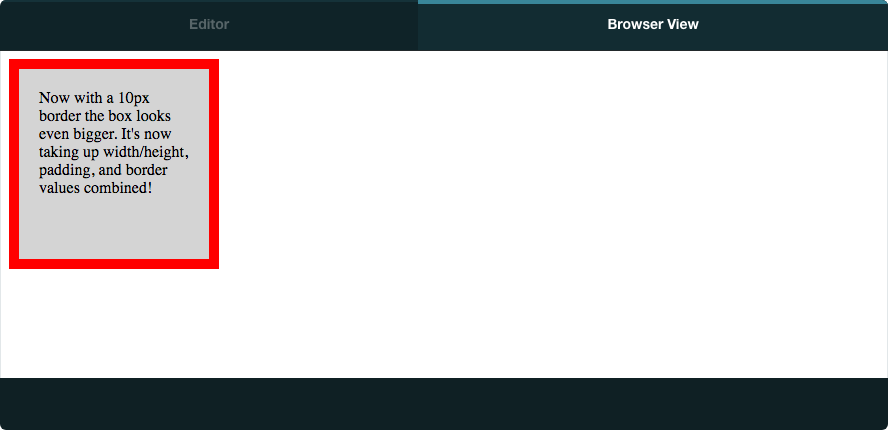 Editor
Browser View
Now with a 10px
border the box looks
even bigger. It's now
taking up width/height,
padding, and border
values combined!